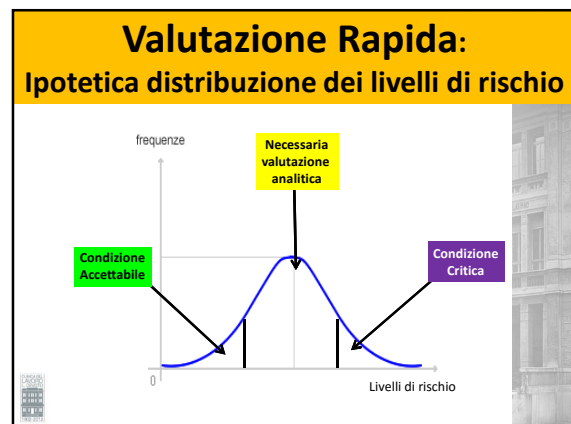 Valutazione Rapida:
Ipotetica distribuzione dei livelli di rischio
frequenze
Necessaria
valutazione
analitica
Condizione
Accettabile
Condizione
Critica
0
Livelli di rischio